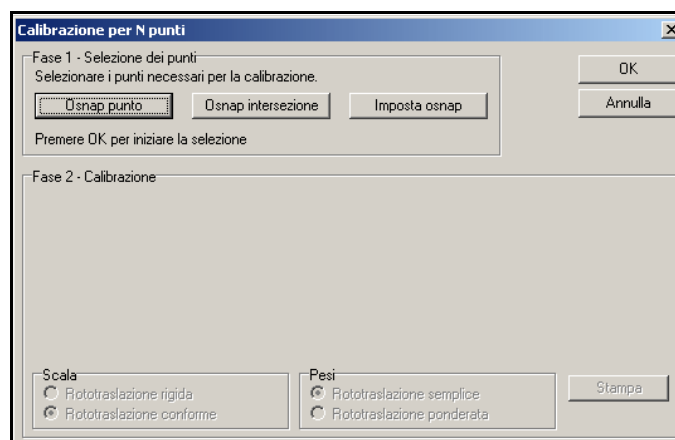 Calibrazione per N punti
Fase 1 - Selezione dei punti
Selezionare i punti necessari per la calibrazione.
Osnap punto
Osnap intersezione
Imposta osnap
Premere OK per iniziare la selezione
OK
Annulla
Fase 2 - Calibrazione
Scala
Rototraslazione rigida
Rototraslazione conforme
Pesi
Rototraslazione semplice
Rototraslazione ponderata
Stampa